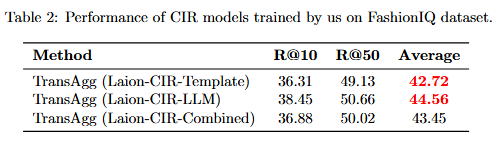 Table 2: Performance of CIR models trained by us on FashionIQ dataset.
Method R@10 R@50 Average
TransAgg (Laion-CIR-Template) 36.31 49.13 42.72
TransAgg (Laion-CIR-LLM) 38.45 50.66 44.56
TransAgg (Laion-CIR-Combined) 36.88 50.02 43.45